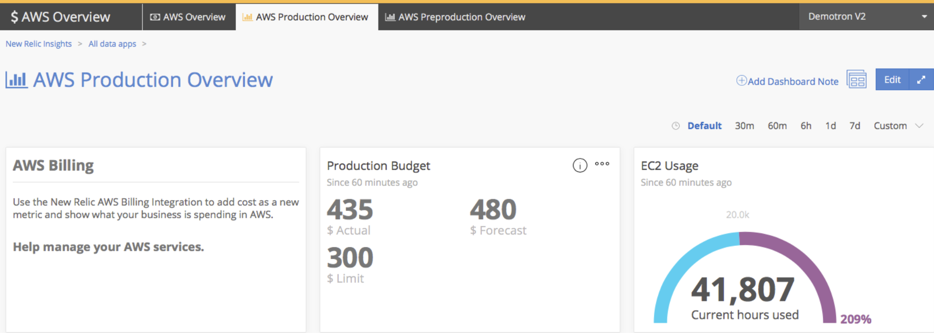 $ AWS Overview
AWS Overview
AWS Production Overview
AWS Preproduction Overview
Demotron V2
New Relic Insights > All data apps >
AWS Production Overview
Add Dashboard Note
Edit
Default 30m 60m 6h 1d 7d Custom
AWS Billing
Use the New Relic AWS Billing Integration to add cost as a new
metric and show what your business is spending in AWS.
Help manage your AWS services.
Production Budget
Since 60 minutes ago
435
$ Actual
480
$ Forecast
300
$ Limit
EC2 Usage
Since 60 minutes ago
20.0k
41,807
Current hours used
209%